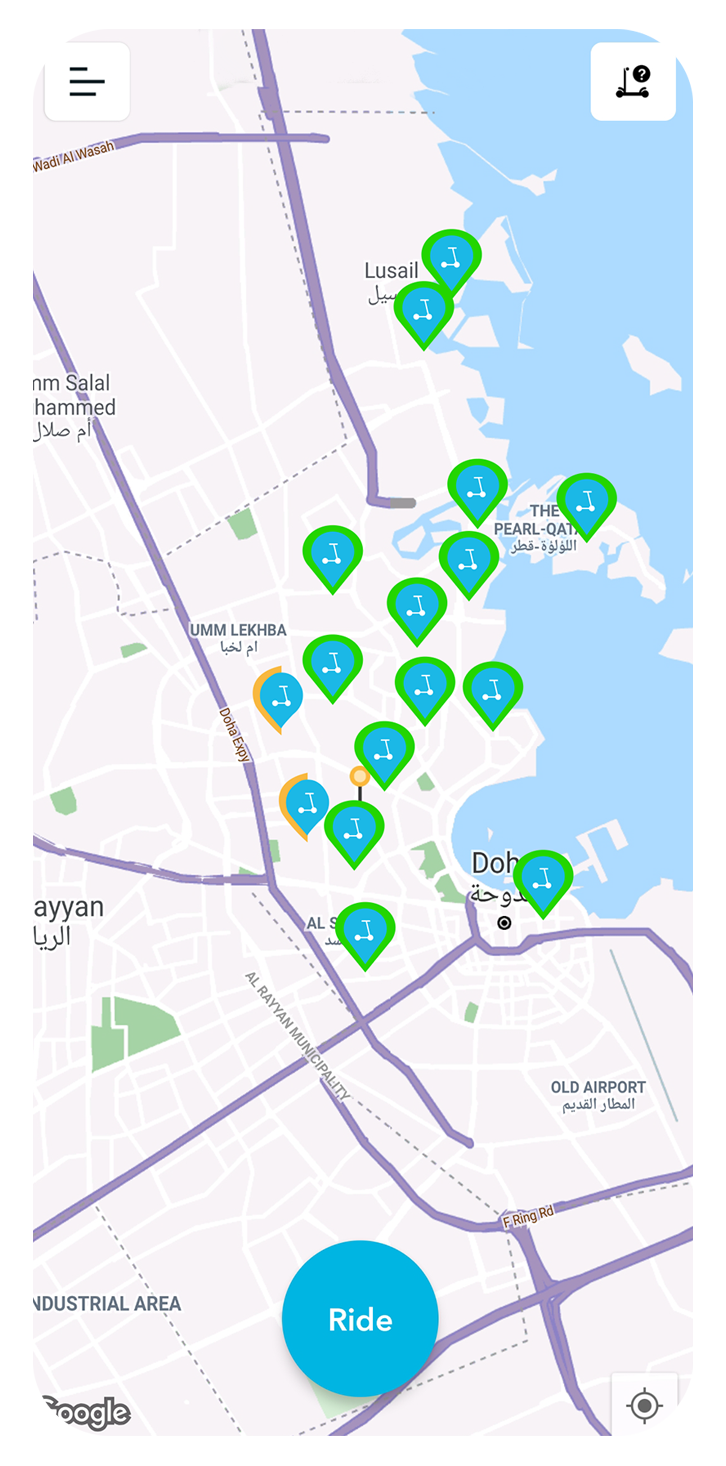 ?
Wadi Al Wasah
Lusail
سيل
mm Salal
hammed
أم صلال
THE
PEARL-QAT
اللؤلؤة-قطر
UMM LEKHBA
ام لخبا
Doha Expy
Doh
دوحة
ayyan
الريا
AL S
سد
AL RAYYAN MUNICIPALITY
OLD AIRPORT
المطار القديم
F Ring Rd
NDUSTRIAL AREA
Ride
Google